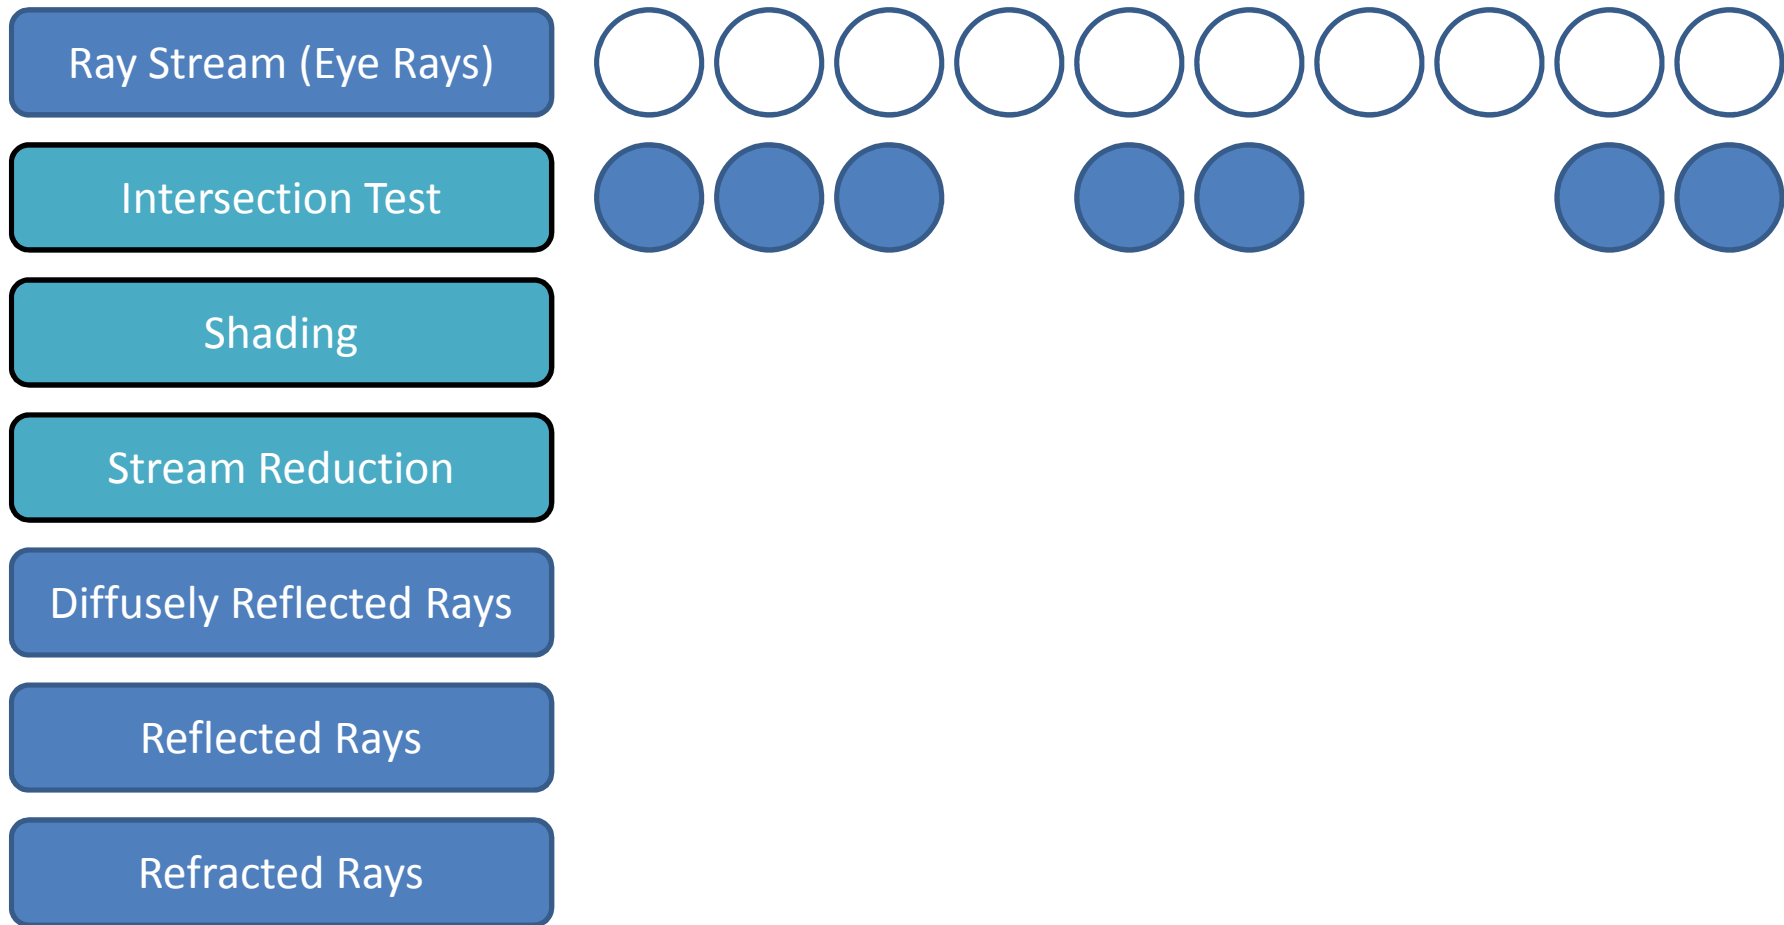 Ray Stream (Eye Rays)
Intersection Test
Shading
Stream Reduction
Diffusely Reflected Rays
Reflected Rays
Refracted Rays